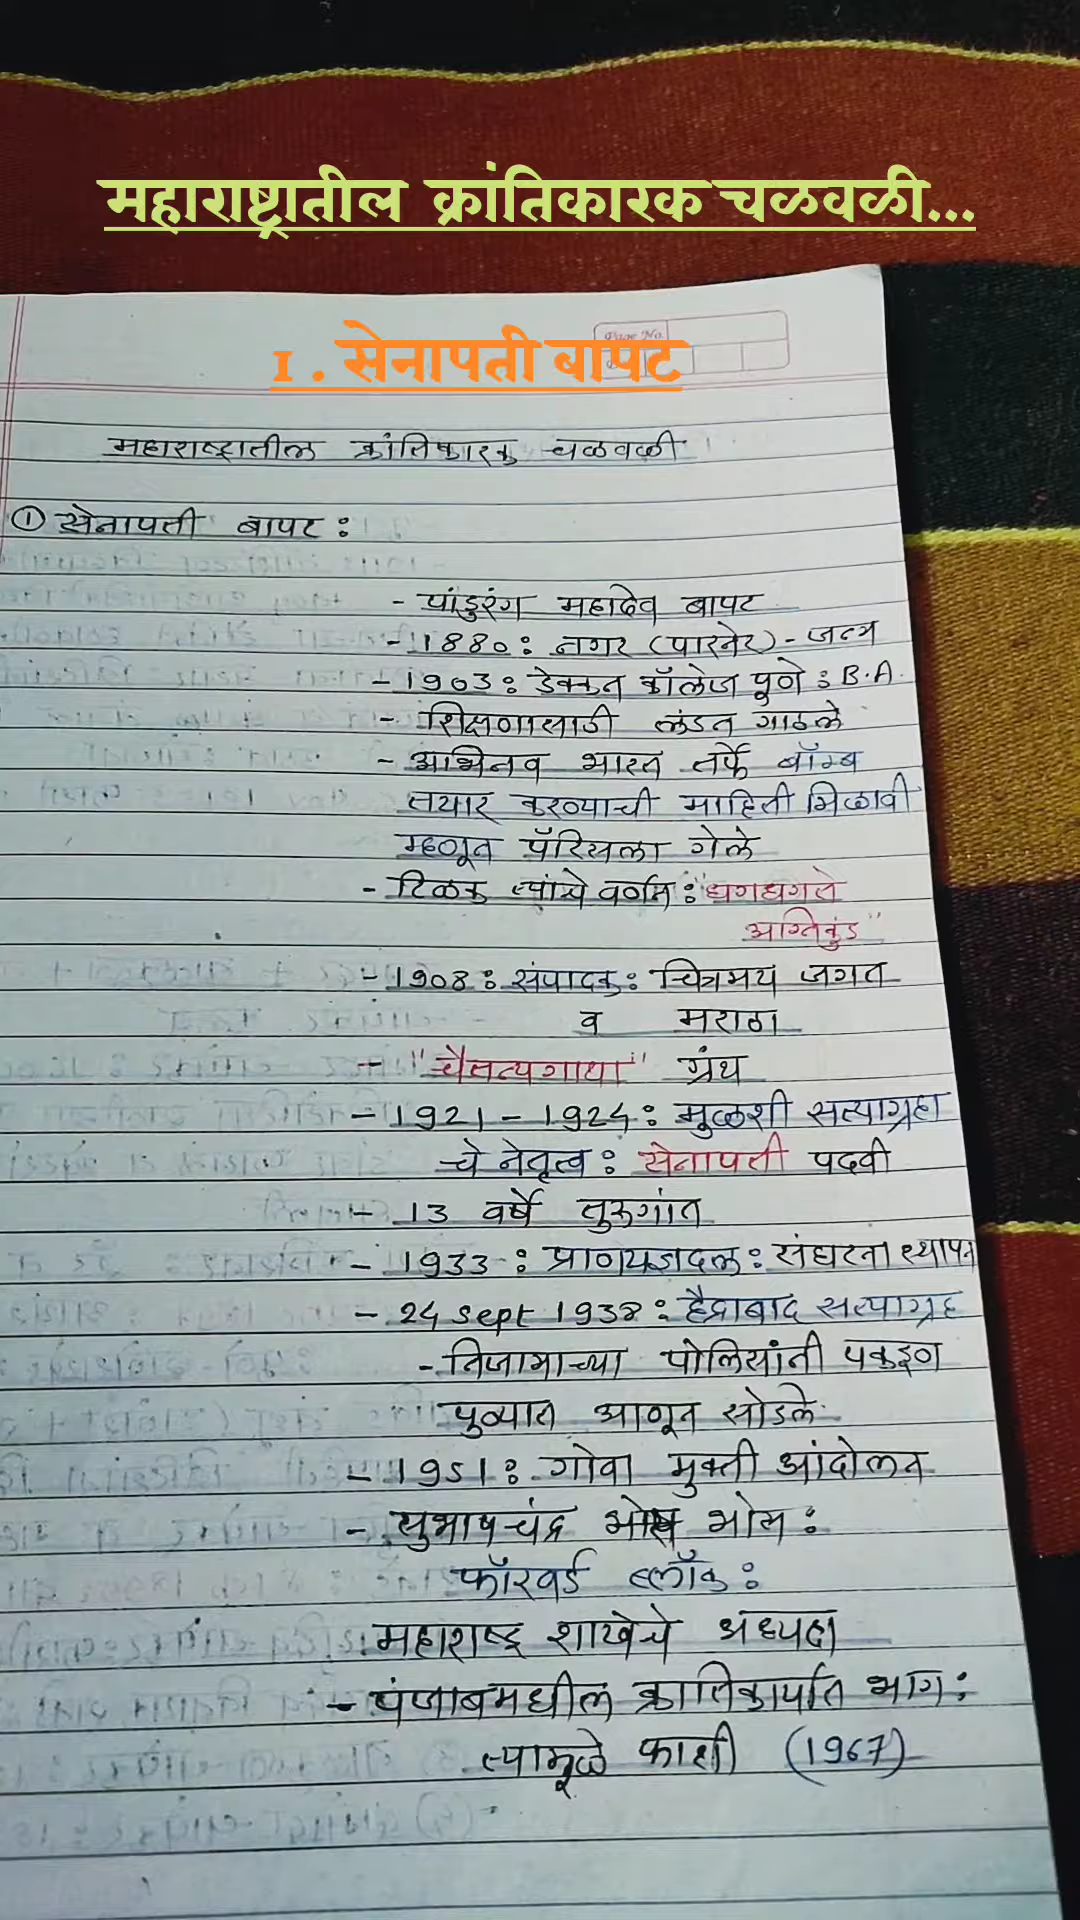 महाराष्ट्रातील क्रांतिकारक चळवळी...
1. सेनापती बापट
Page No.
महाराष्ट्रातील क्रांतिकारक चळवळी
① सेनापती बापट :
- पांडुरंग महादेव बापट
- 1880 : नगर (पारनेर) - जन्म
- 1903 : डेक्कन कॉलेज पूणे : B.A.
- शिक्षणासाठी लंडन गाठले
- अभिनव भारत तर्फे बॉम्ब
तयार करण्याची माहिती मिळावी
म्हणून पॅरिसला गेले
- टिळक त्यांचे वर्णन : "धगधगते
अग्निकुंड"
- 1908 : संपादक : चित्रमय जगत
व मराठा
- "चैतन्यगाथा" ग्रंथ
- 1921 - 1924 : मुळशी सत्याग्रहा
चे नेतृत्व : सेनापती पदवी
- 13 वर्षे तुरुगांत
- 1933 : प्राणयज्ञदल : संघटना स्थापन
- 24 Sept 1938 : हैद्राबाद सत्याग्रह
- निजामाच्या पोलिसांनी पकडून
पुण्यात आणून सोडले
- 1951 : गोवा मुक्ती आंदोलन
- सुभाषचंद्र बोस :
फॉरवर्ड ब्लॉक :
महाराष्ट्र शाखेचे अध्यक्ष
- पंजाबमधील क्रांतिकार्यात भाग :
त्यामूळे फाशी (1967)